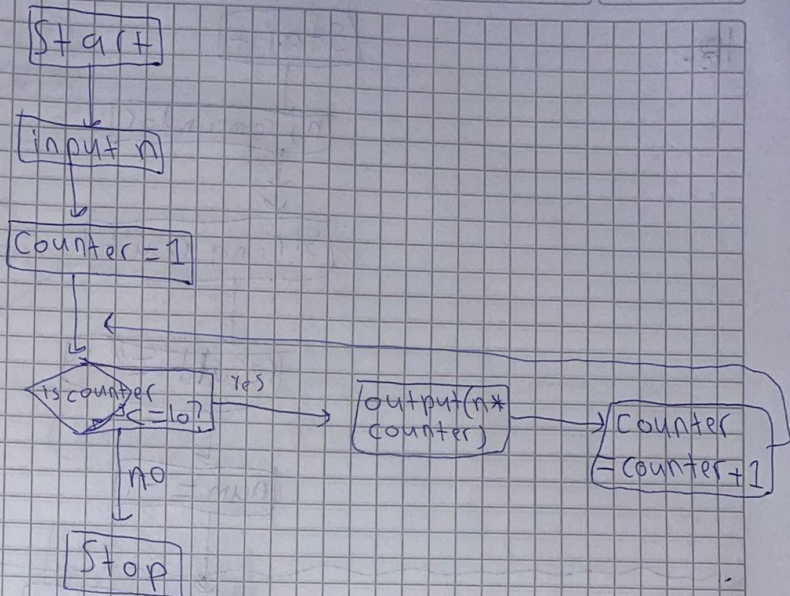 Start
input n
Counter = 1
is counter
<= 10?
Yes
output(n*
counter)
Counter
= counter + 1
no
Stop